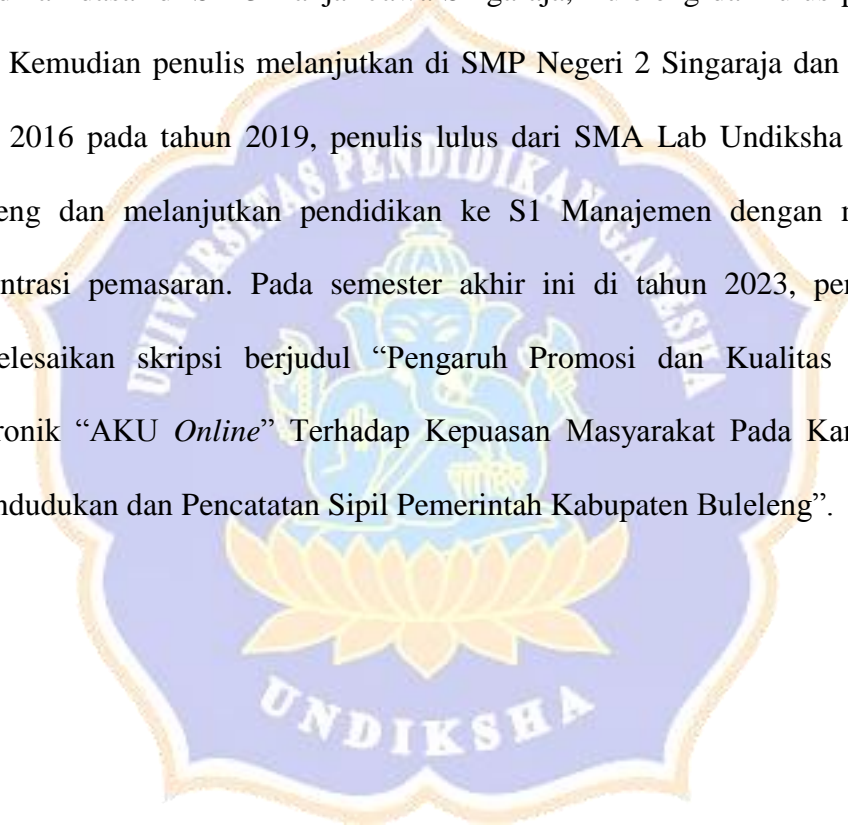 Kemudian penulis melanjutkan di SMP Negeri 2 Singaraja dan
2016 pada tahun 2019, penulis lulus dari SMA Lab Undiksha
eng dan melanjutkan pendidikan ke S1 Manajemen dengan
ntrasi pemasaran. Pada semester akhir ini di tahun 2023,
elesaikan skripsi berjudul “Pengaruh Promosi dan Kualitas
ronik “AKU Online” Terhadap Kepuasan Masyarakat Pada
ndudukan dan Pencatatan Sipil Pemerintah Kabupaten Buleleng”.
UNIVERSITAS PENDIDIKAN GANESHA
UNDIKSHA